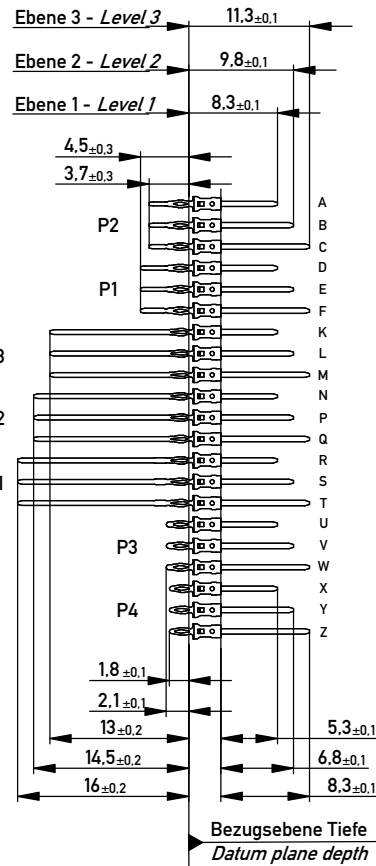 Ebene 3 - Level 3
11,3±0,1
Ebene 2 - Level 2
9,8±0,1
Ebene 1 - Level 1
8,3±0,1
4,5±0,3
3,7±0,3
A
P2
B
C
D
P1
E
F
K
3
L
M
N
2
P
Q
R
1
S
T
U
P3
V
W
X
P4
Y
Z
1,8±0,1
2,1±0,1
13±0,2
5,3±0,1
14,5±0,2
6,8±0,1
16±0,2
8,3±0,1
Bezugsebene Tiefe
Datum plane depth